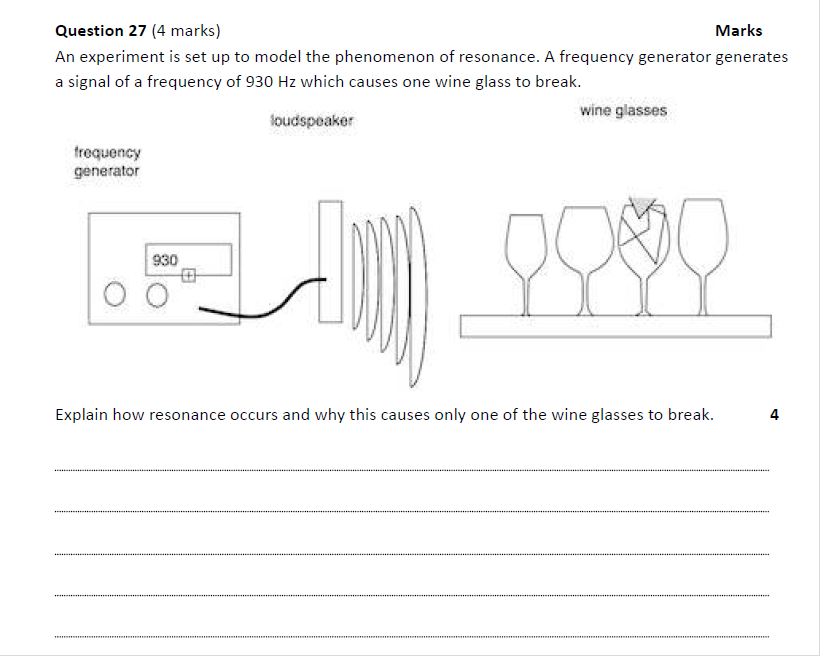 Question 27 (4 marks) Marks
An experiment is set up to model the phenomenon of resonance. A frequency generator generates
a signal of a frequency of 930 Hz which causes one wine glass to break.
wine glasses
loudspeaker
frequency
generator
930
Explain how resonance occurs and why this causes only one of the wine glasses to break. 4